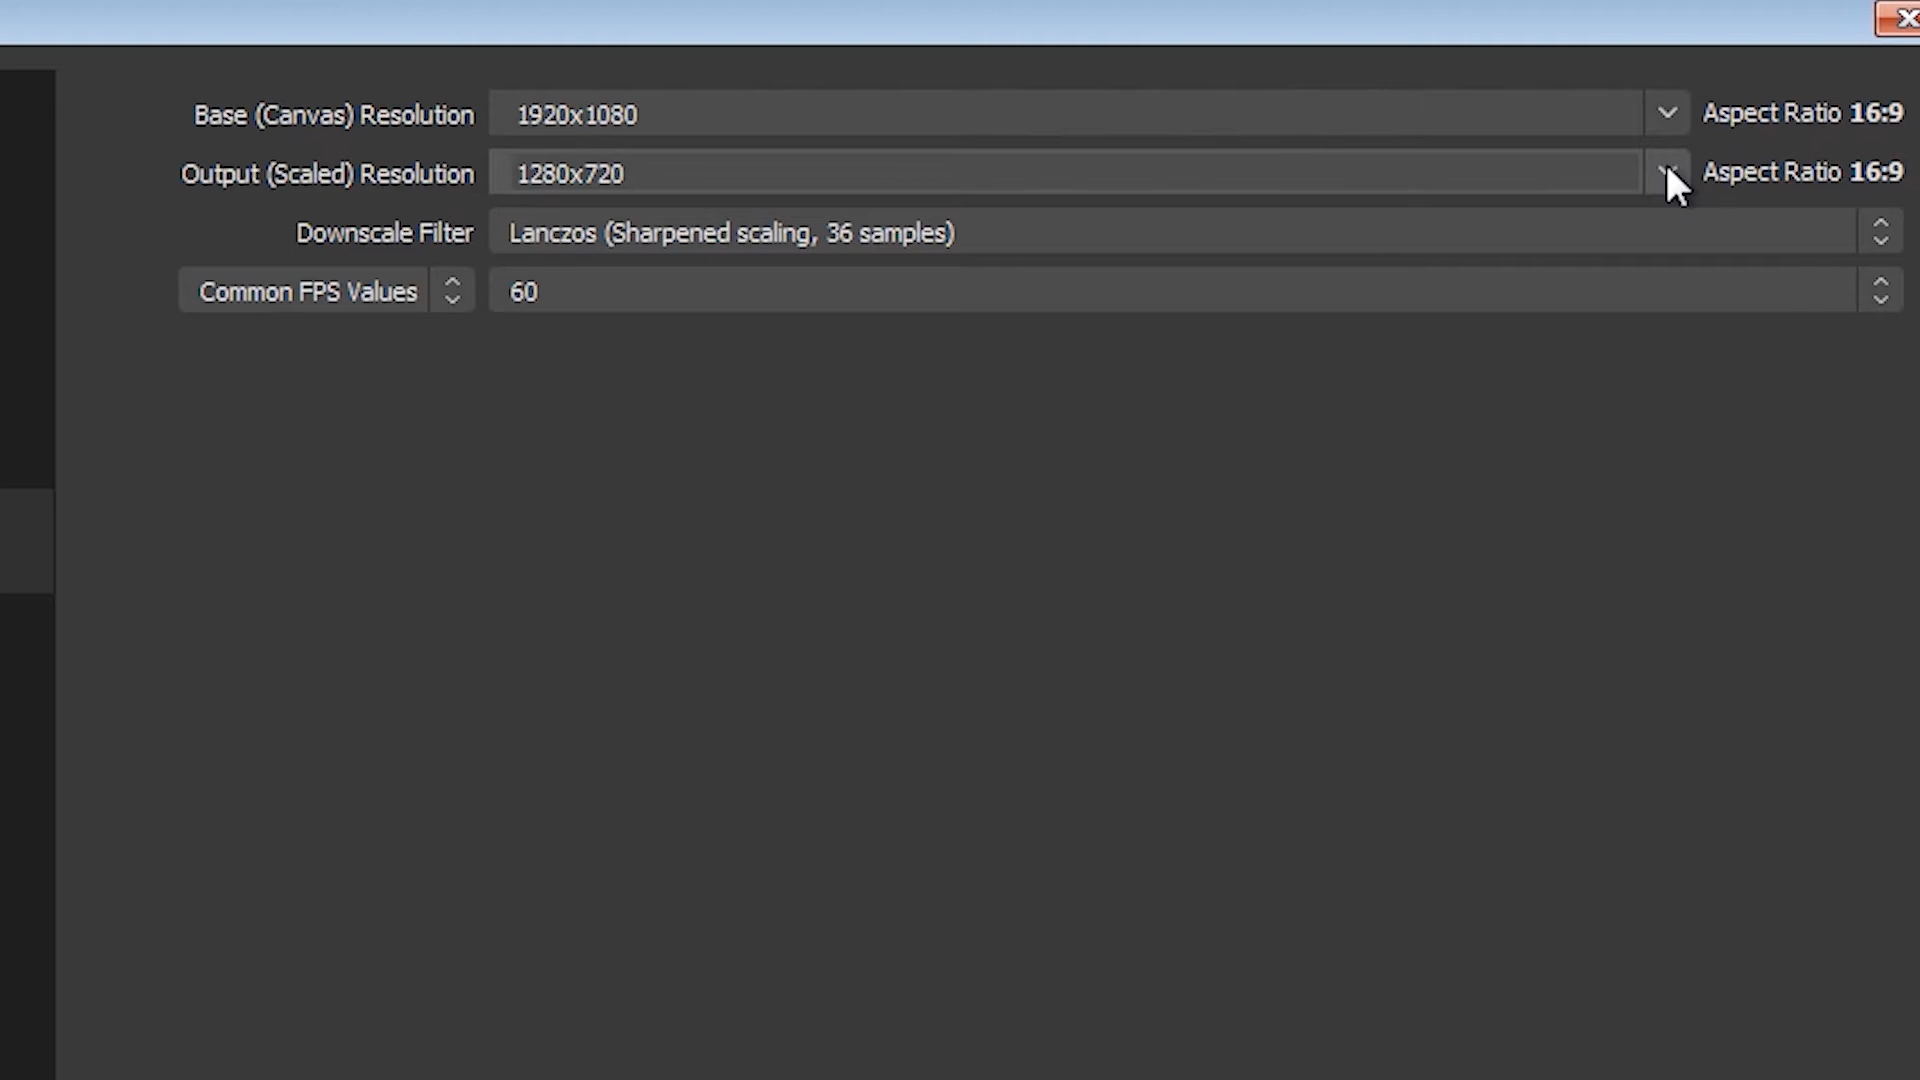 Base (Canvas) Resolution 1920x1080 Aspect Ratio 16:9
Output (Scaled) Resolution 1280x720 Aspect Ratio 16:9
Downscale Filter Lanczos (Sharpened scaling, 36 samples)
Common FPS Values 60